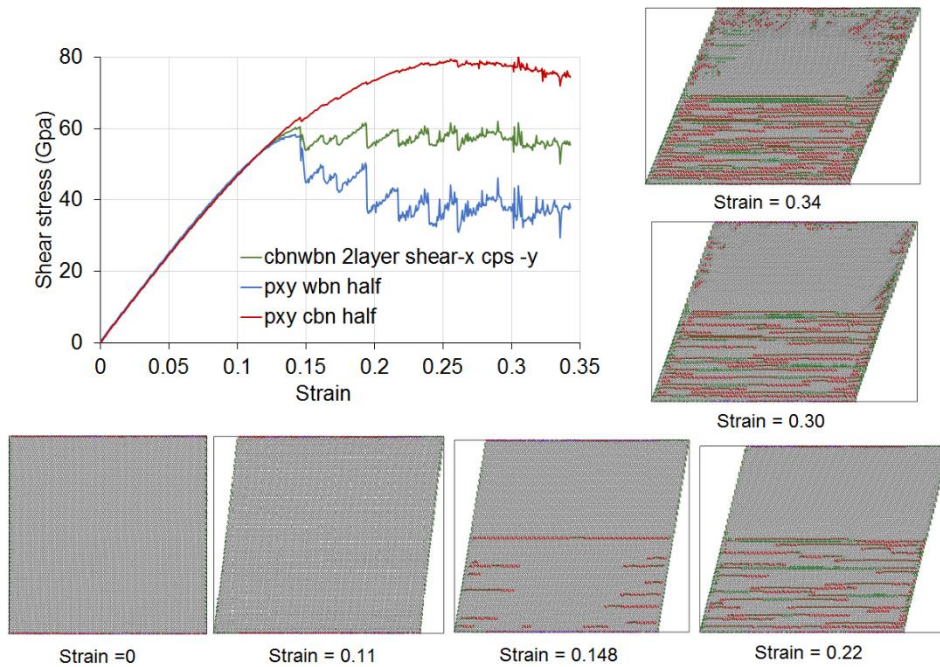 80
60
40
20
0
Shear stress (Gpa)
cbnwbn 2layer shear-x cps -y
pxy wbn half
pxy cbn half
0 0.05 0.1 0.15 0.2 0.25 0.3 0.35
Strain
Strain = 0.34
Strain = 0.30
Strain =0
Strain = 0.11
Strain = 0.148
Strain = 0.22